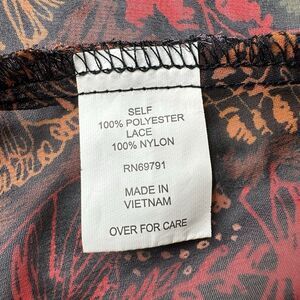 SELF
100% POLYESTER
LACE
100% NYLON
RN69791
MADE IN
VIETNAM
OVER FOR CARE